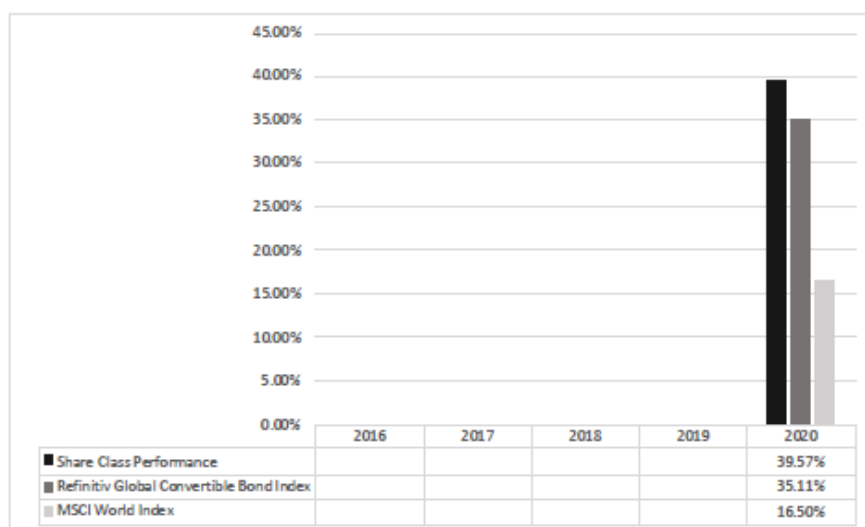 45.00%
40.00%
35.00%
30.00%
25.00%
20.00%
15.00%
10.00%
5.00%
0.00%
2016 2017 2018 2019 2020
Share Class Performance 39.57%
Refinitiv Global Convertible Bond Index 35.11%
MSCI World Index 16.50%